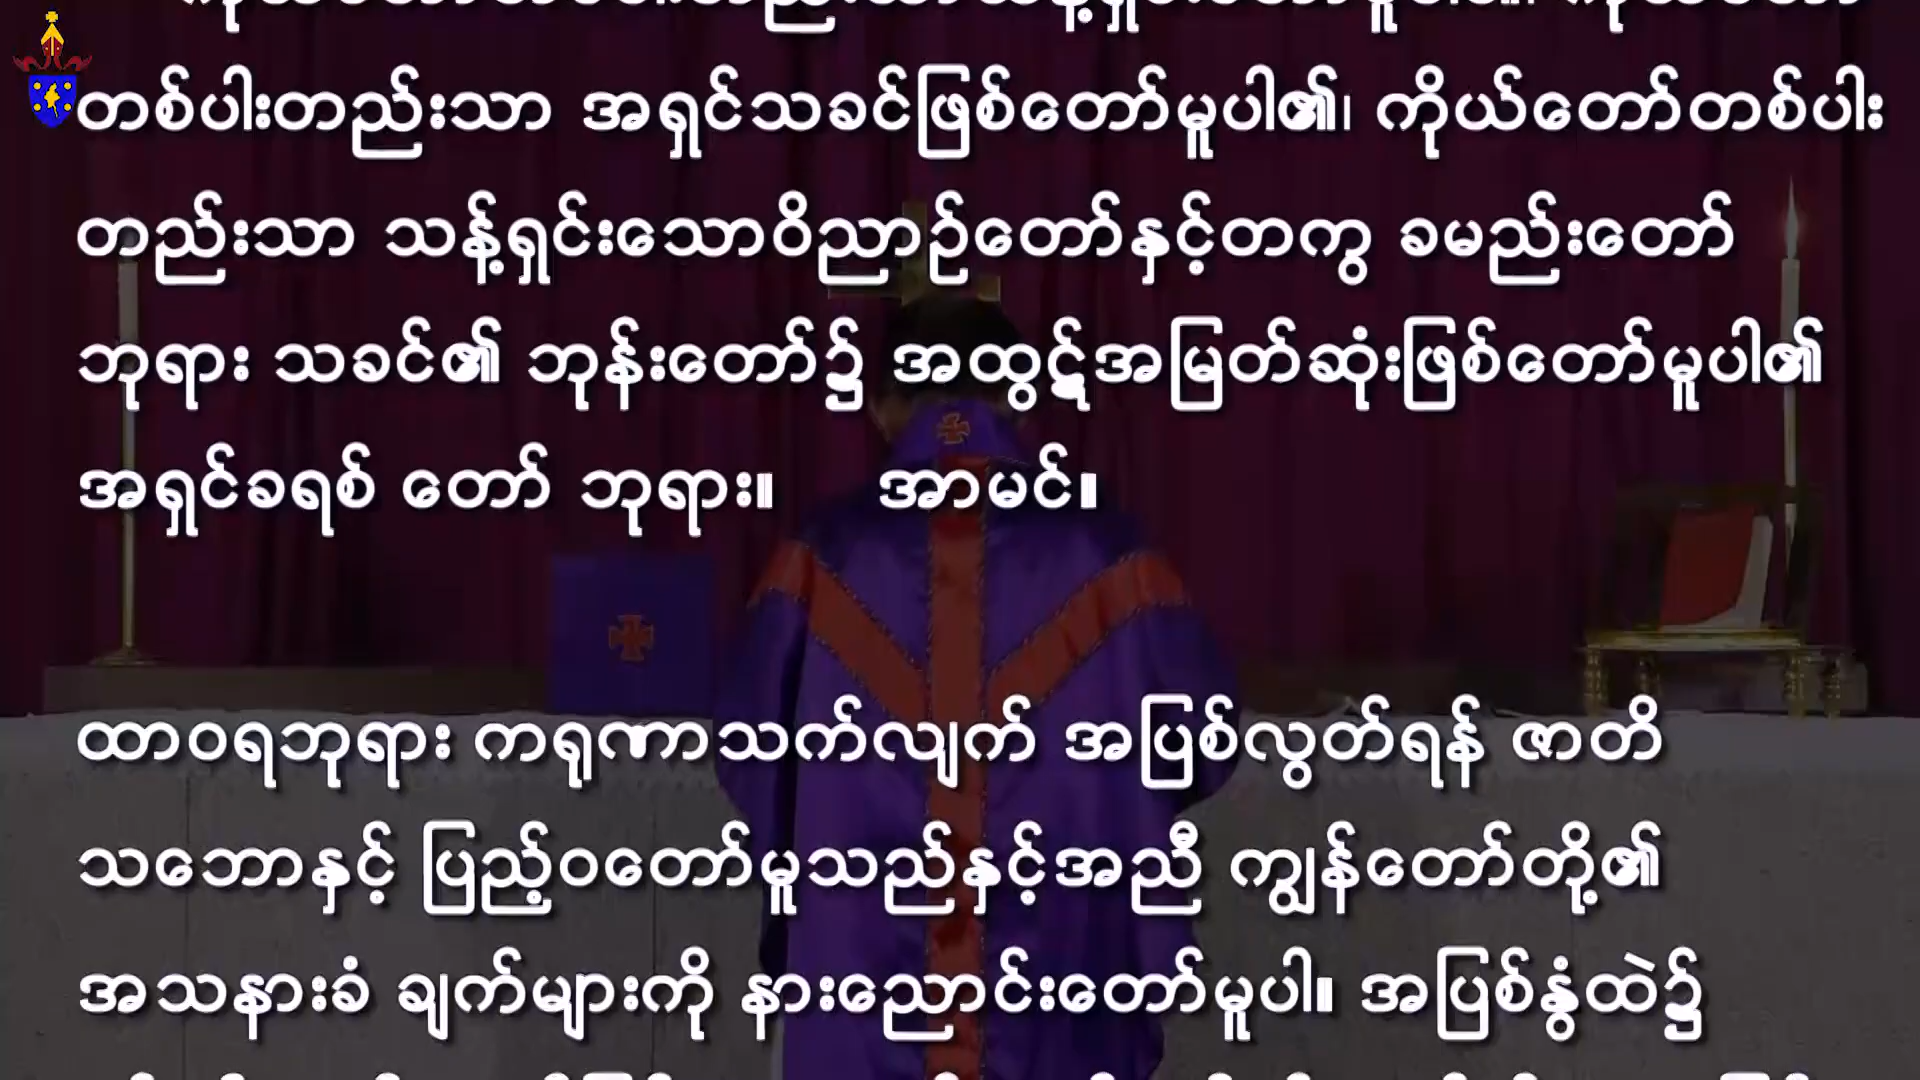 တစ်ပါးတည်းသာ အရှင်သခင်ဖြစ်တော်မူပါ၏၊ ကိုယ်တော်တစ်ပါး
တည်းသာ သန့်ရှင်းသောဝိညာဉ်တော်နှင့်တကွ ခမည်းတော်
ဘုရား သခင်၏ ဘုန်းတော်၌ အထွဋ်အမြတ်ဆုံးဖြစ်တော်မူပါ၏
အရှင်ခရစ် တော် ဘုရား။ အာမင်။
ထာဝရဘုရား ကရုဏာသက်လျက် အပြစ်လွတ်ရန် ဇာတိ
သဘောနှင့် ပြည့်ဝတော်မူသည်နှင့်အညီ ကျွန်တော်တို့၏
အသနားခံ ချက်များကို နားညောင်းတော်မူပါ။ အပြစ်နွံထဲ၌